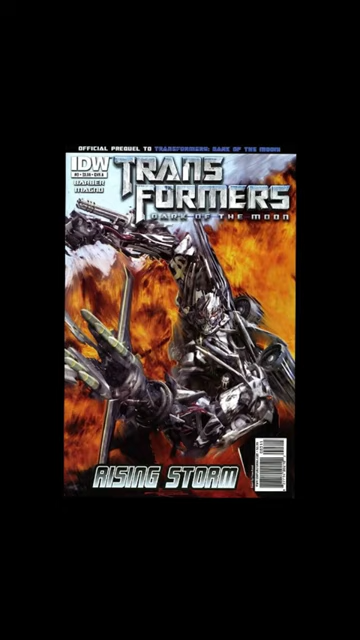 OFFICIAL PREQUEL TO TRANSFORMERS: DARK OF THE MOON
IDW
BARBER
MAGNO
TRANS
FORMERS
DARK OF THE MOON
RISING STORM